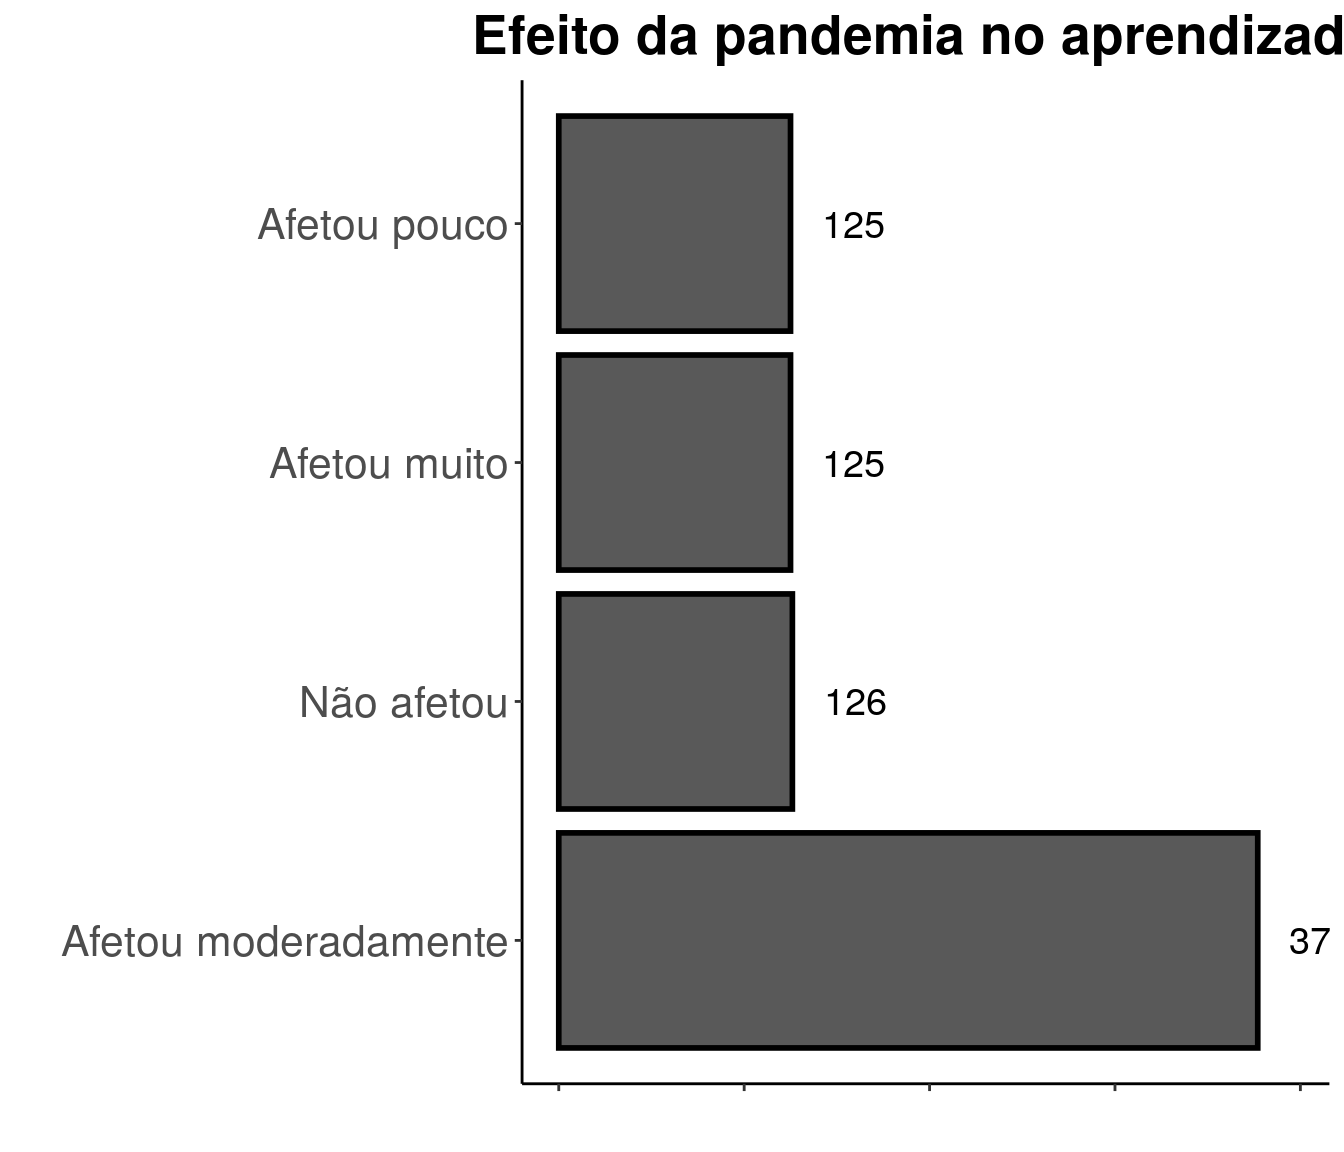 Efeito da pandemia no aprendizad
Afetou pouco
125
Afetou muito
125
Não afetou
126
Afetou moderadamente
37